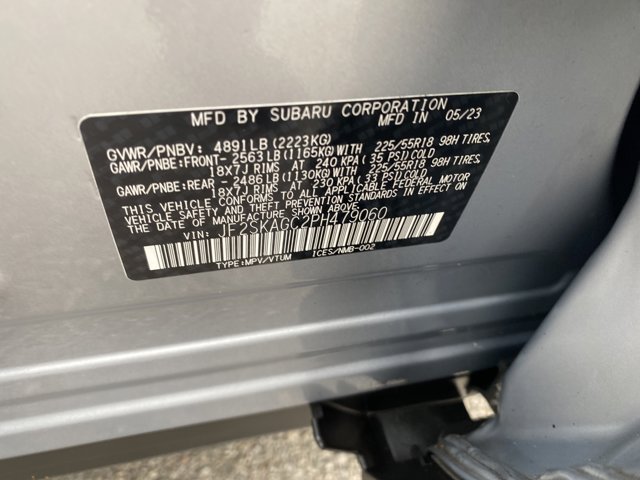 MFD BY SUBARU CORPORATION
MFD IN 05/23
GVWR/PNBV: 4891LB(2223KG)
GAWR/PNBE:FRONT- 2563LB(1165KG)WITH 225/55R18 98H TIRES,
18X7J RIMS AT 240 KPA(35 PSI)COLD
GAWR/PNBE:REAR - 2486LB(1130KG)WITH 225/55R18 98H TIRES,
18X7J RIMS AT 230 KPA(33 PSI)COLD
THIS VEHICLE CONFORMS TO ALL APPLICABLE FEDERAL MOTOR
VEHICLE SAFETY AND THEFT PREVENTION STANDARDS
IN EFFECT ON THE DATE OF MANUFACTURE SHOWN ABOVE.
VIN: JF2SKAGC2PH479060
TYPE:MPV/VTUM ICES/NMB-002